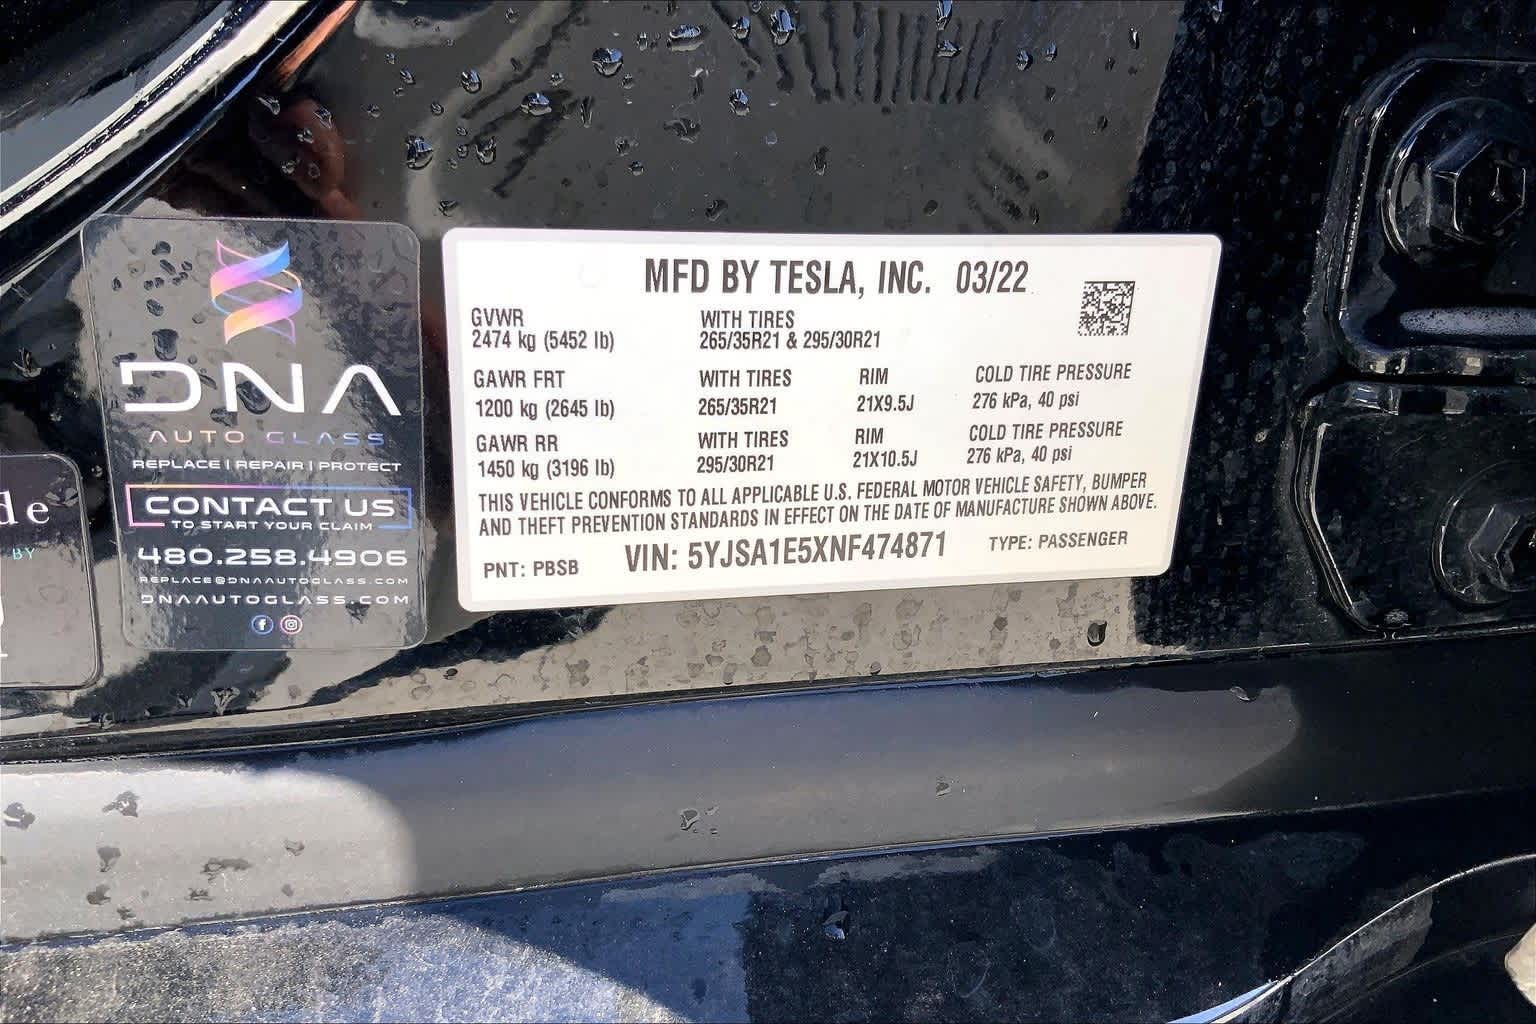 DNA
AUTO GLASS
REPLACE | REPAIR | PROTECT
CONTACT US
TO START YOUR CLAIM
480.258.4906
REPLACE@DNAAUTOGLASS.COM
DNAAUTOGLASS.COM
de
BY
MFD BY TESLA, INC. 03/22
GVWR WITH TIRES
2474 kg (5452 lb) 265/35R21 & 295/30R21
GAWR FRT WITH TIRES RIM COLD TIRE PRESSURE
1200 kg (2645 lb) 265/35R21 21X9.5J 276 kPa, 40 psi
GAWR RR WITH TIRES RIM COLD TIRE PRESSURE
1450 kg (3196 lb) 295/30R21 21X10.5J 276 kPa, 40 psi
THIS VEHICLE CONFORMS TO ALL APPLICABLE U.S. FEDERAL MOTOR VEHICLE SAFETY, BUMPER
AND THEFT PREVENTION STANDARDS IN EFFECT ON THE DATE OF MANUFACTURE SHOWN ABOVE.
PNT: PBSB VIN: 5YJSA1E5XNF474871 TYPE: PASSENGER